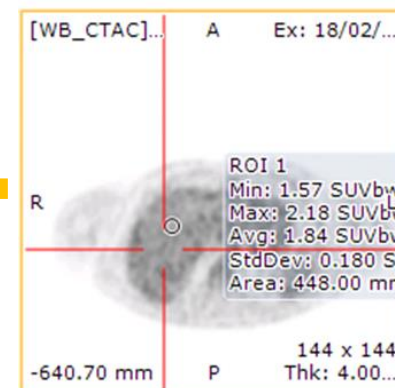 [WB_CTAC]... A Ex: 18/02/...
ROI 1
Min: 1.57 SUVbw
R Max: 2.18 SUVbw L
Avg: 1.84 SUVbw
StdDev: 0.180 S
Area: 448.00 mm
144 x 144
-640.70 mm P Thk: 4.00...